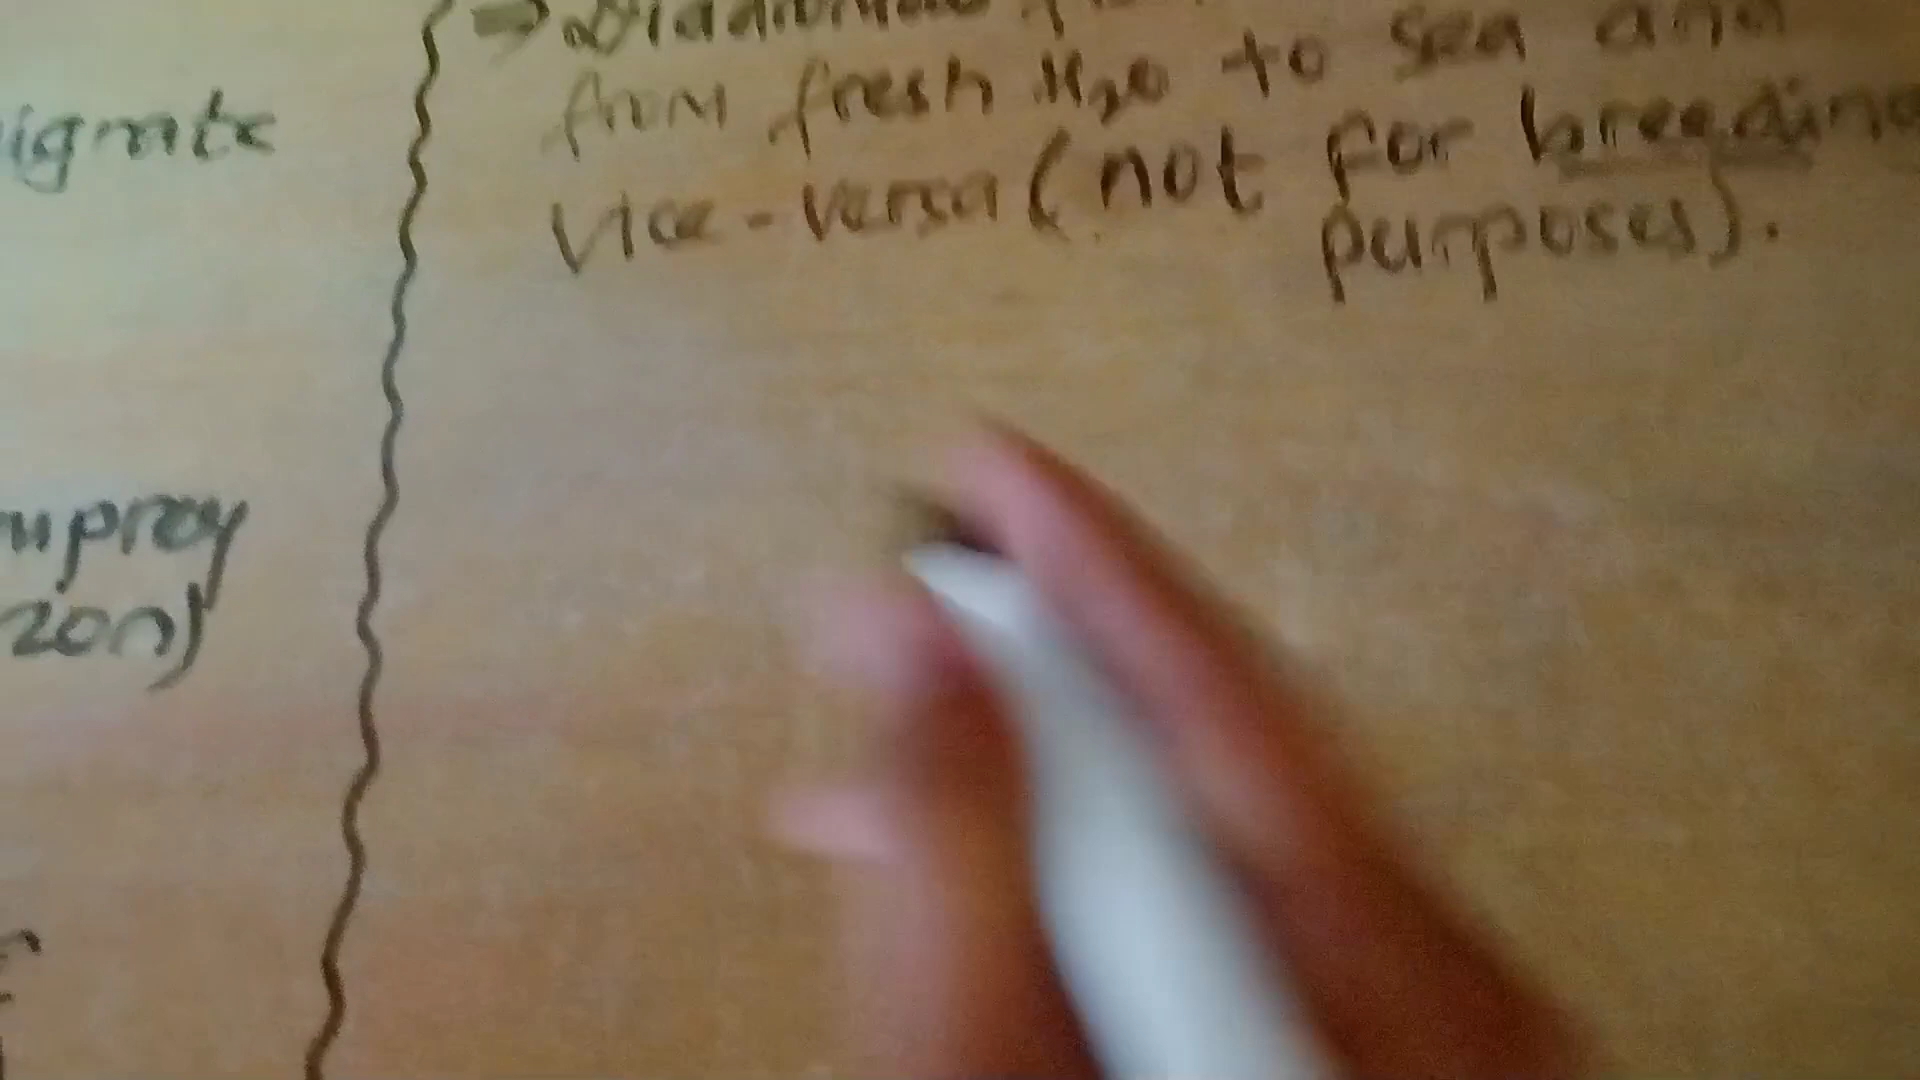 igrate
mprey
zon)
from fresh H₂O to sea and
vice-versa (not for breeding
purposes).